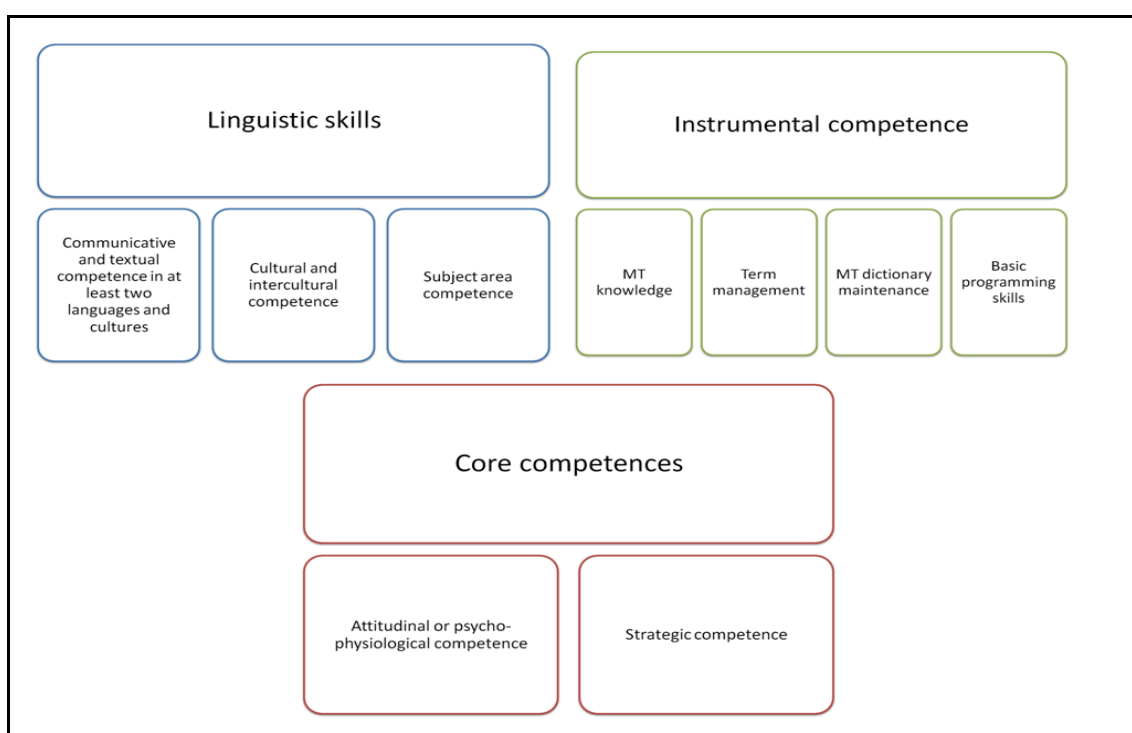 Linguistic skills
Communicative
and textual
competence in at
least two
languages and
cultures
Cultural and
intercultural
competence
Subject area
competence
Instrumental competence
MT
knowledge
Term
management
MT dictionary
maintenance
Basic
programming
skills
Core competences
Attitudinal or psycho-
physiological competence
Strategic competence